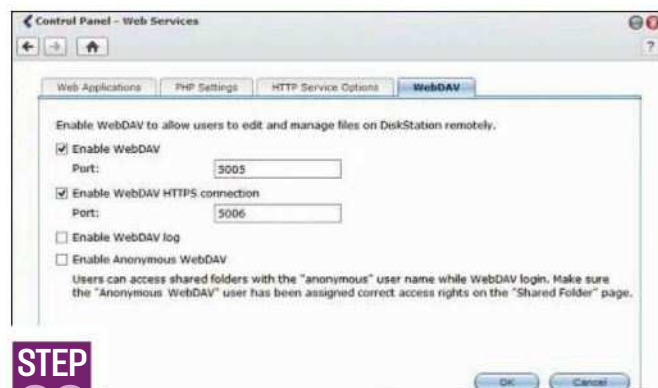 Control Panel - Web Services
?
Web Applications PHP Settings HTTP Service Options WebDAV
Enable WebDAV to allow users to edit and manage files on DiskStation remotely.
Enable WebDAV
Port: 5005
Enable WebDAV HTTPS connection
Port: 5006
Enable WebDAV log
Enable Anonymous WebDAV
Users can access shared folders with the "anonymous" user name while WebDAV login. Make sure
the "Anonymous WebDAV" user has been assigned correct access rights on the "Shared Folder" page.
STEP
OK Cancel